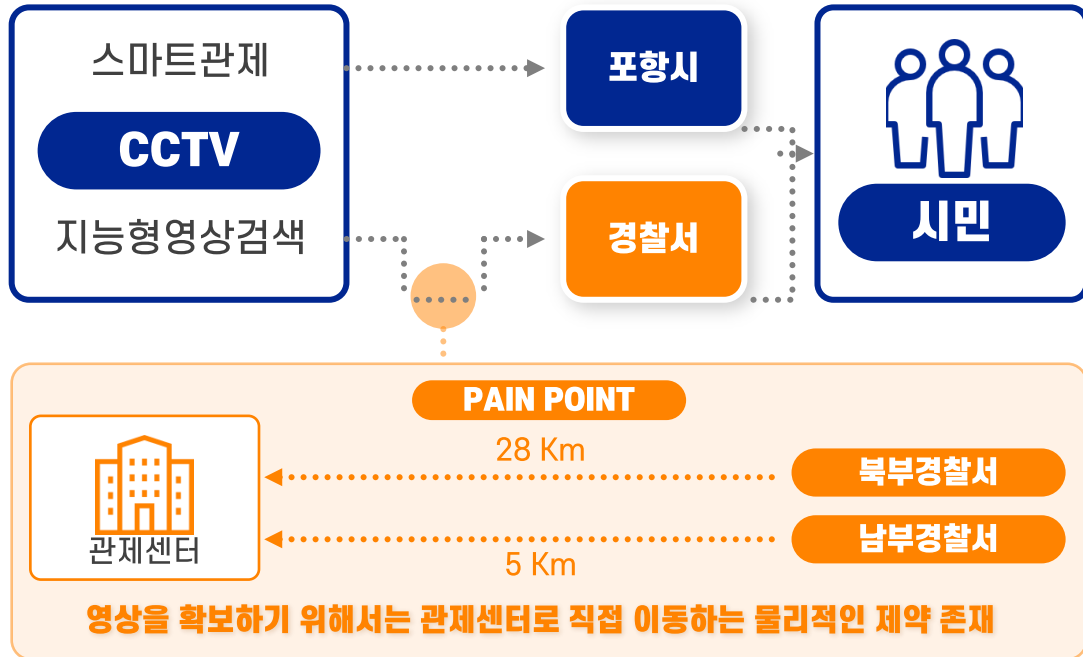 스마트관제
CCTV
지능형영상검색
포항시
경찰서
시민
PAIN POINT
28 Km
북부경찰서
관제센터
남부경찰서
5 Km
영상을 확보하기 위해서는 관제센터로 직접 이동하는 물리적인 제약 존재